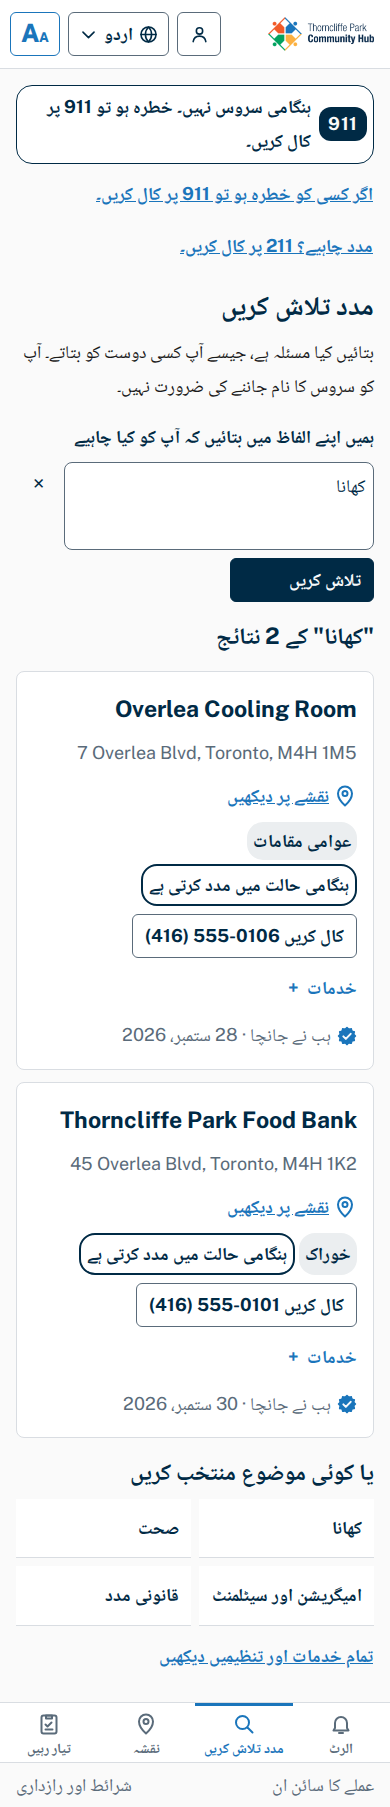 Thorncliffe Park
Community Hub
اردو
AA
911
ہنگامی سروس نہیں۔ خطرہ ہو تو 911 پر
کال کریں۔
اگر کسی کو خطرہ ہو تو 911 پر کال کریں۔
مدد چاہیے؟ 211 پر کال کریں۔
مدد تلاش کریں
بتائیں کیا مسئلہ ہے، جیسے آپ کسی دوست کو بتاتے۔ آپ
کو سروس کا نام جاننے کی ضرورت نہیں۔
ہمیں اپنے الفاظ میں بتائیں کہ آپ کو کیا چاہیے
کھانا
×
تلاش کریں
"کھانا" کے 2 نتائج
Overlea Cooling Room
7 Overlea Blvd, Toronto, M4H 1M5
نقشے پر دیکھیں
عوامی مقامات
ہنگامی حالت میں مدد کرتی ہے
کال کریں (416) 555-0106
خدمات +
ہب نے جانچا · 28 ستمبر، 2026
Thorncliffe Park Food Bank
45 Overlea Blvd, Toronto, M4H 1K2
نقشے پر دیکھیں
خوراک
ہنگامی حالت میں مدد کرتی ہے
کال کریں (416) 555-0101
خدمات +
ہب نے جانچا · 30 ستمبر، 2026
یا کوئی موضوع منتخب کریں
کھانا
صحت
امیگریشن اور سیٹلمنٹ
قانونی مدد
تمام خدمات اور تنظیمیں دیکھیں
الرٹ
مدد تلاش کریں
نقشہ
تیار رہیں
عملے کا سائن ان
شرائط اور رازداری